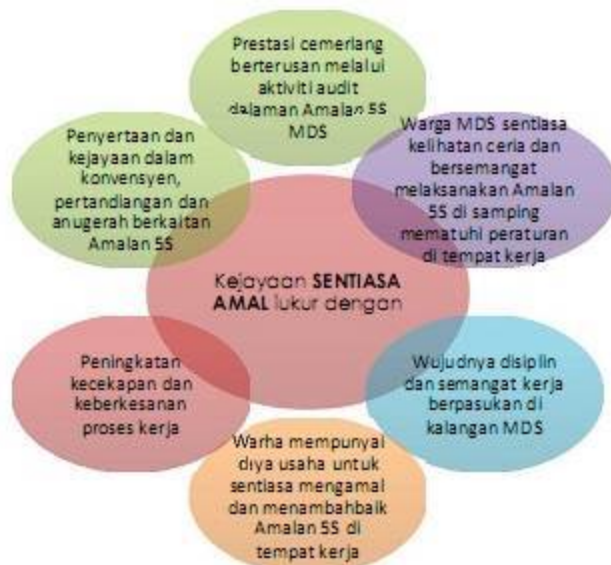 Prestasi cemerlang
berterusan melalui
aktiviti audit
dalaman Amalan 5S
MDS
Warga MDS sentiasa
kelihatan ceria dan
bersemangat
melaksanakan Amalan
5S di samping
mematuhi peraturan
di tempat kerja
Wujudnya disiplin
dan semangat kerja
berpasukan di
kalangan MDS
Warha mempunyai
diya usaha untuk
sentiasa mengamal
dan menambahbaik
Amalan 5S di
tempat kerja
Peningkatan
kecekapan dan
keberkesanan
proses kerja
Penyertaan dan
kejayaan dalam
konvensyen,
pertandiangan dan
anugerah berkaitan
Amalan 5S
Kejayaan SENTIASA
AMAL lukur dengan